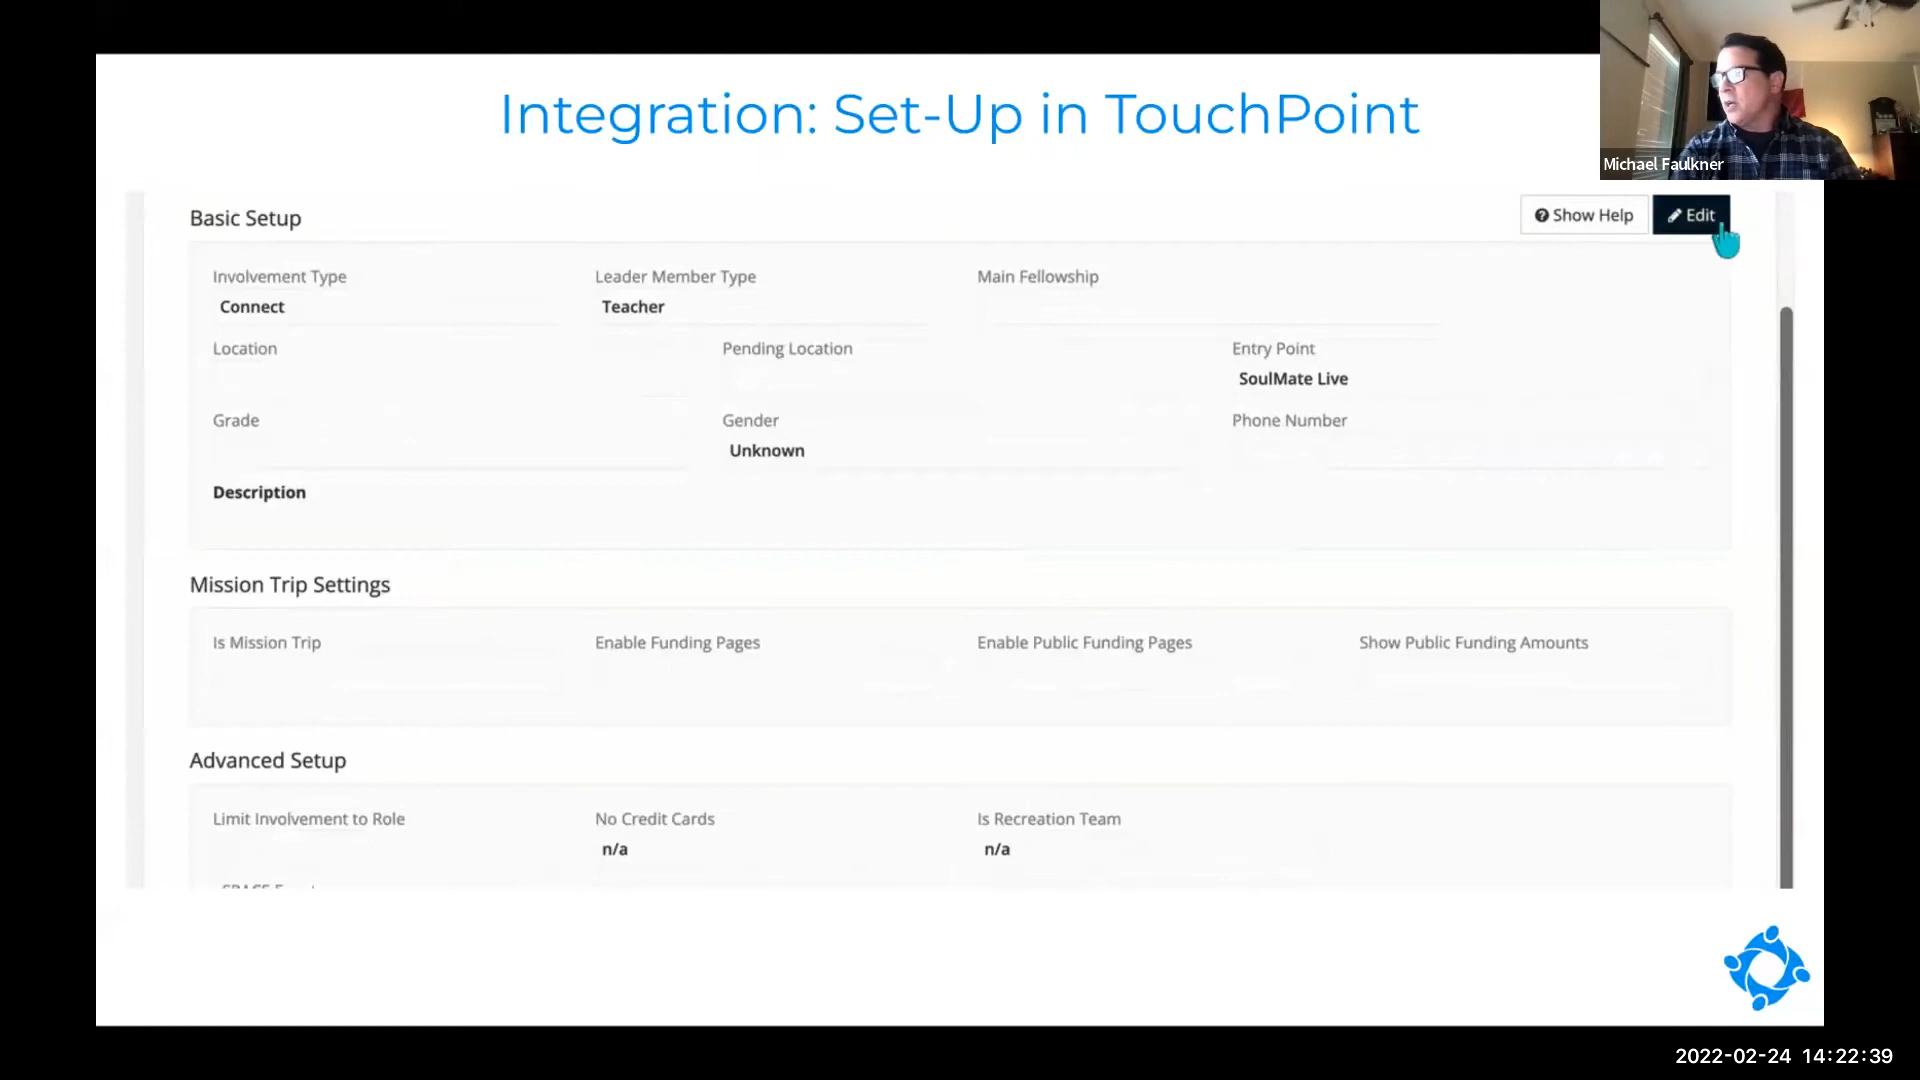 Integration: Set-Up in TouchPoint
Michael Faulkner
Basic Setup
Show Help
Edit
Involvement Type
Leader Member Type
Main Fellowship
Connect
Teacher
Location
Pending Location
Entry Point
SoulMate Live
Grade
Gender
Phone Number
Unknown
Description
Mission Trip Settings
Is Mission Trip
Enable Funding Pages
Enable Public Funding Pages
Show Public Funding Amounts
Advanced Setup
Limit Involvement to Role
No Credit Cards
Is Recreation Team
n/a
n/a
2022-02-24 14:22:39